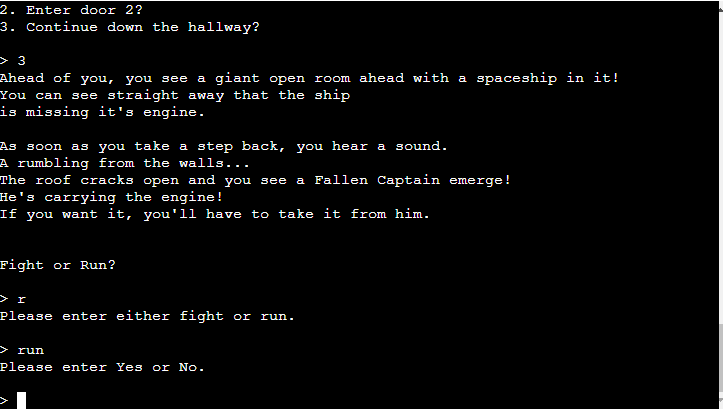 2. Enter door 2?
3. Continue down the hallway?
> 3
Ahead of you, you see a giant open room ahead with a spaceship in it!
You can see straight away that the ship
is missing it's engine.
As soon as you take a step back, you hear a sound.
A rumbling from the walls...
The roof cracks open and you see a Fallen Captain emerge!
He's carrying the engine!
If you want it, you'll have to take it from him.
Fight or Run?
> r
Please enter either fight or run.
> run
Please enter Yes or No.
>